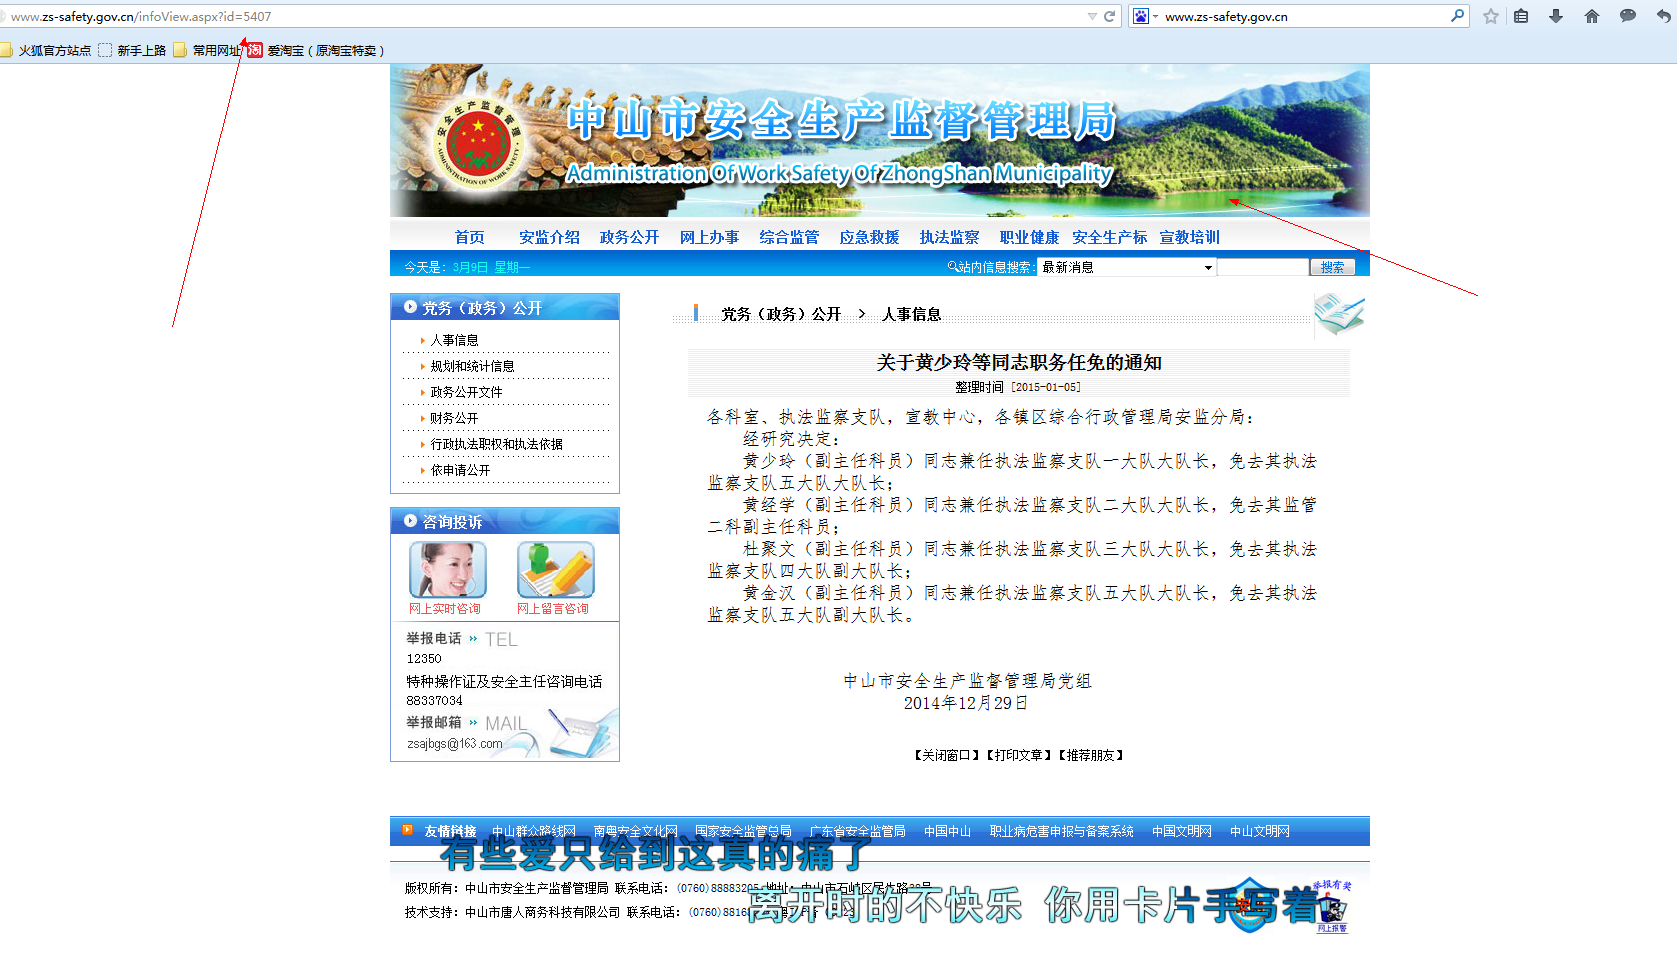 www.zs-safety.gov.cn/infoView.aspx?id=5407
www.zs-safety.gov.cn
火狐官方站点 新手上路 常用网址 淘 爱淘宝（原淘宝特卖）
安全生产监督管理
ADMINISTRATION OF WORK SAFETY
中山市安全生产监督管理局
Administration Of Work Safety Of ZhongShan Municipality
首页 安监介绍 政务公开 网上办事 综合监管 应急救援 执法监察 职业健康 安全生产标 宣教培训
今天是：3月9日 星期一
站内信息搜索： 最新消息 搜索
党务（政务）公开
人事信息
规划和统计信息
政务公开文件
财务公开
行政执法职权和执法依据
依申请公开
咨询投诉
网上实时咨询 网上留言咨询
举报电话 TEL
12350
特种操作证及安全主任咨询电话
88337034
举报邮箱 MAIL
zsajbgs@163.com
党务（政务）公开 > 人事信息
关于黄少玲等同志职务任免的通知
整理时间 [2015-01-05]
各科室、执法监察支队，宣教中心，各镇区综合行政管理局安监分局：
经研究决定：
黄少玲（副主任科员）同志兼任执法监察支队一大队大队长，免去其执法
监察支队五大队大队长；
黄经学（副主任科员）同志兼任执法监察支队二大队大队长，免去其监管
二科副主任科员；
杜聚文（副主任科员）同志兼任执法监察支队三大队大队长，免去其执法
监察支队四大队副大队长；
黄金汉（副主任科员）同志兼任执法监察支队五大队大队长，免去其执法
监察支队五大队副大队长。
中山市安全生产监督管理局党组
2014年12月29日
【关闭窗口】【打印文章】【推荐朋友】
友情链接 中山群众路线网 南粤安全文化网 国家安全监管总局 广东省安全监管局 中国中山 职业病危害申报与备案系统 中国文明网 中山文明网
有些爱只给到这真的痛了
版权所有：中山市安全生产监督管理局 联系电话：(0760)88883205 地址：中山市石岐区
离开时的不快乐 你用卡片手写着
技术支持：中山市唐人商务科技有限公司 联系电话：(0760)8816
举报有奖
网上报警